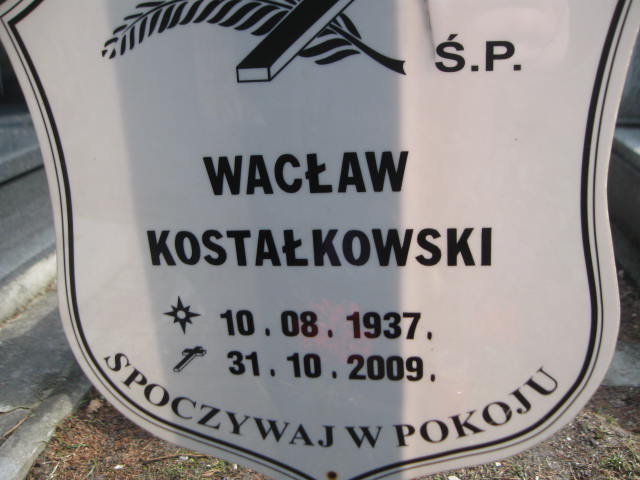 Ś.P.
WACŁAW
KOSTAŁKOWSKI
10.08.1937.
31.10.2009.
SPOCZYWAJ W POKOJU